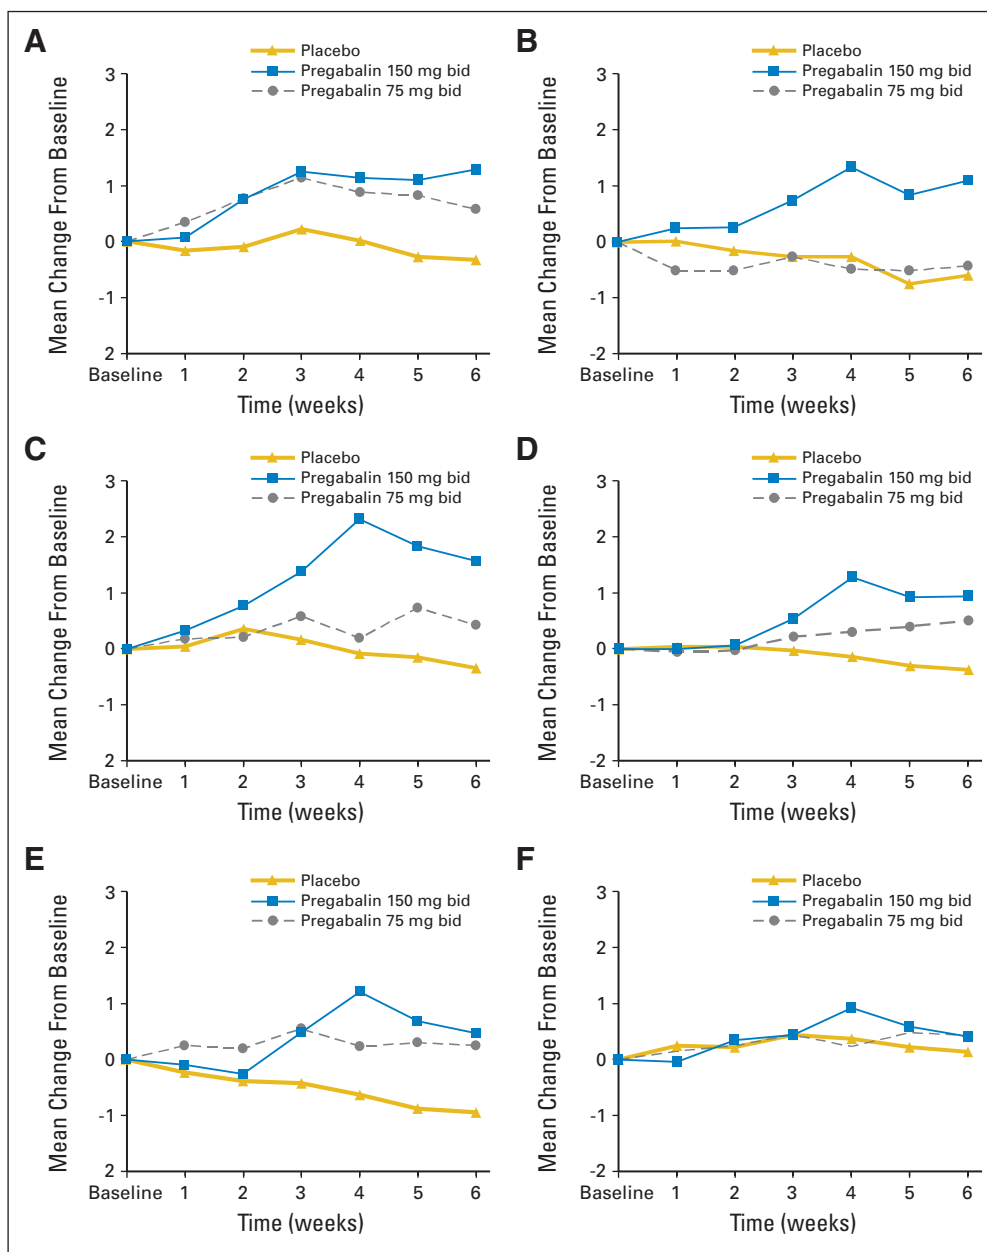 A
Placebo
Pregabalin 150 mg bid
Pregabalin 75 mg bid
Mean Change From Baseline
3
2
1
0
-1
2
Baseline 1 2 3 4 5 6
Time (weeks)
B
Placebo
Pregabalin 150 mg bid
Pregabalin 75 mg bid
Mean Change From Baseline
3
2
1
0
-1
-2
Baseline 1 2 3 4 5 6
Time (weeks)
C
Placebo
Pregabalin 150 mg bid
Pregabalin 75 mg bid
Mean Change From Baseline
3
2
1
0
-1
2
Baseline 1 2 3 4 5 6
Time (weeks)
D
Placebo
Pregabalin 150 mg bid
Pregabalin 75 mg bid
Mean Change From Baseline
3
2
1
0
-1
-2
Baseline 1 2 3 4 5 6
Time (weeks)
E
Placebo
Pregabalin 150 mg bid
Pregabalin 75 mg bid
Mean Change From Baseline
3
2
1
0
-1
2
Baseline 1 2 3 4 5 6
Time (weeks)
F
Placebo
Pregabalin 150 mg bid
Pregabalin 75 mg bid
Mean Change From Baseline
3
2
1
0
-1
-2
Baseline 1 2 3 4 5 6
Time (weeks)